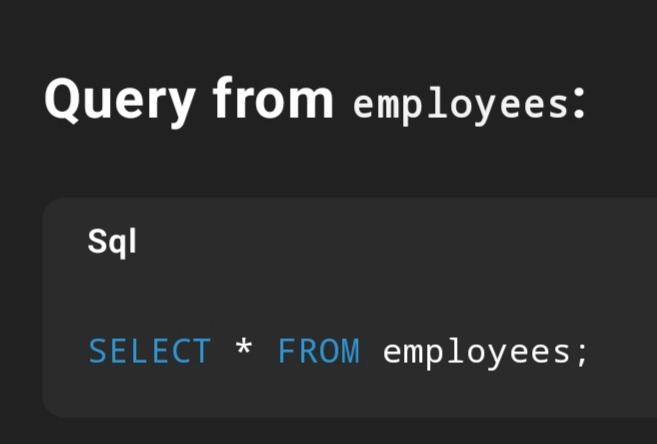 Query from employees:
Sql
SELECT * FROM employees;